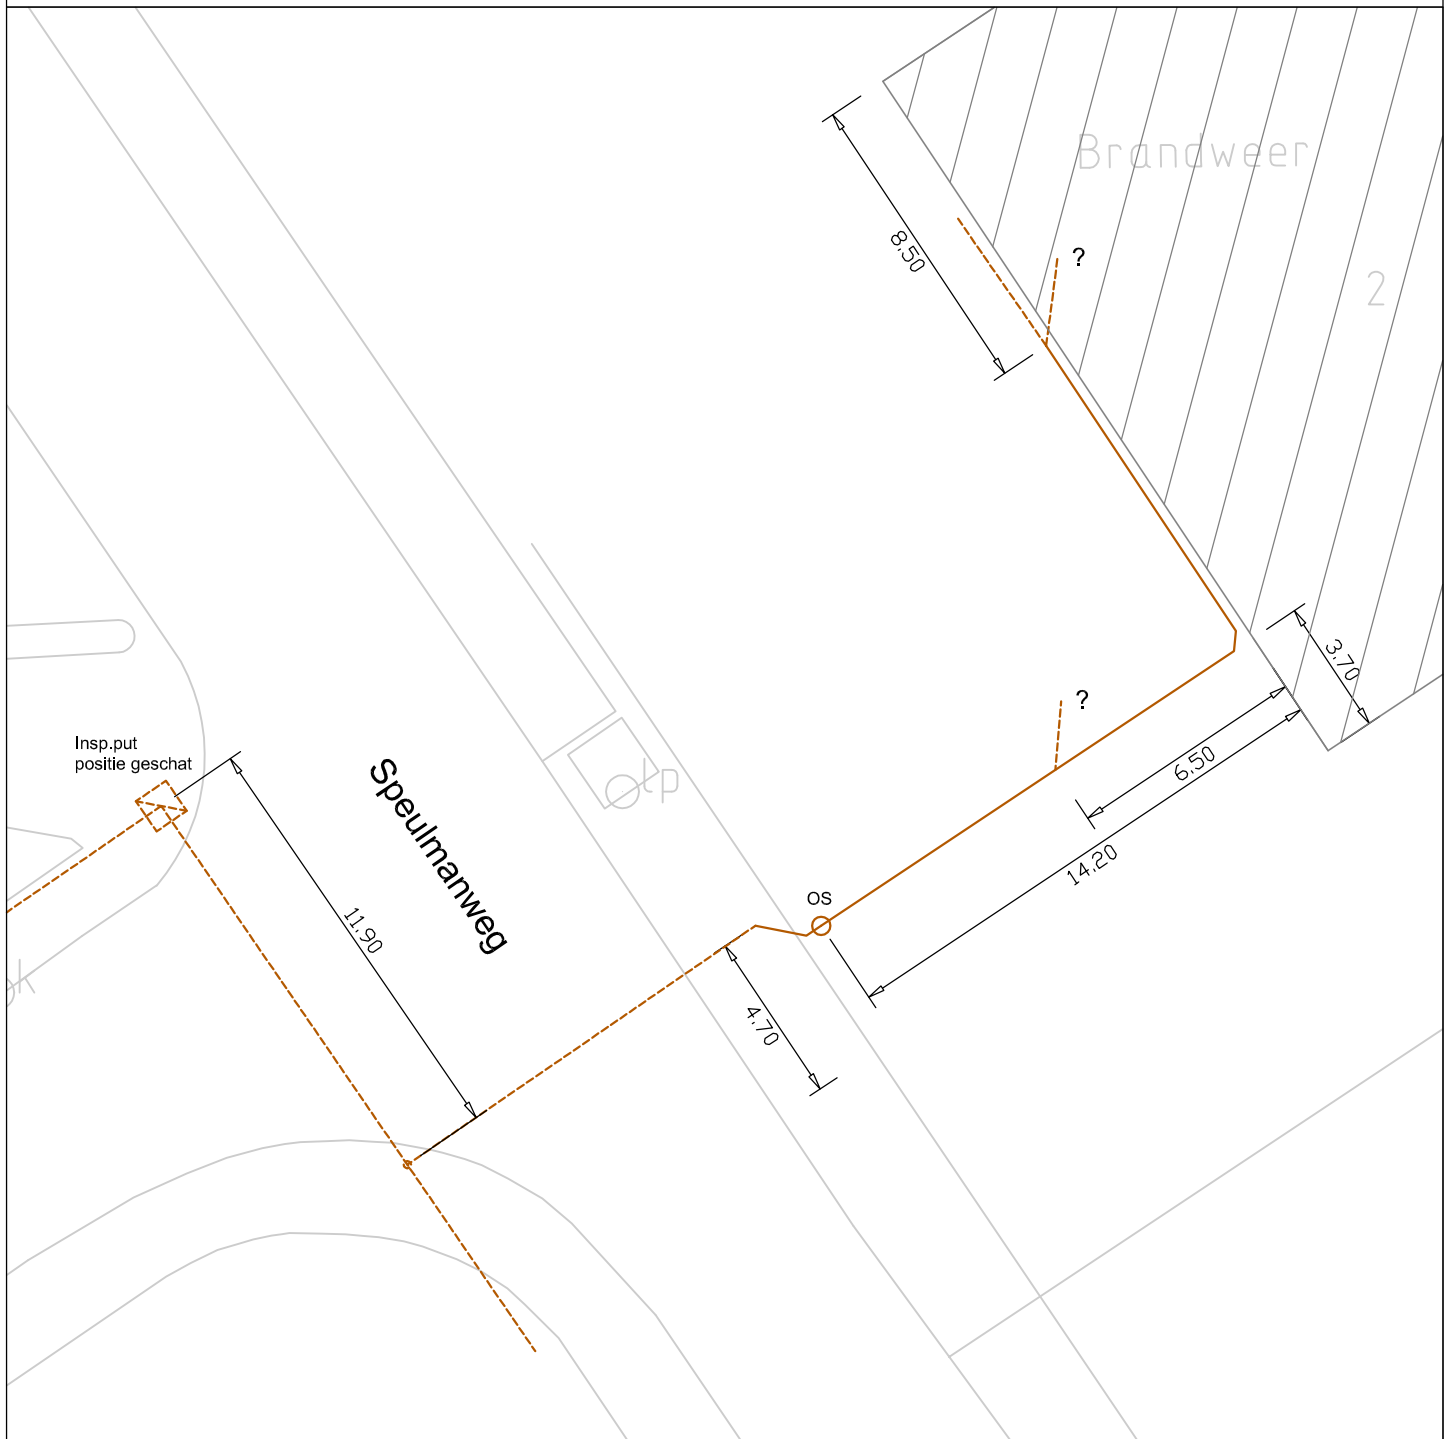 Brandweer
8,50
?
2
3,70
?
Insp.put
positie geschat
6,50
lp
Speulmanweg
14,20
OS
11,90
k
4,70